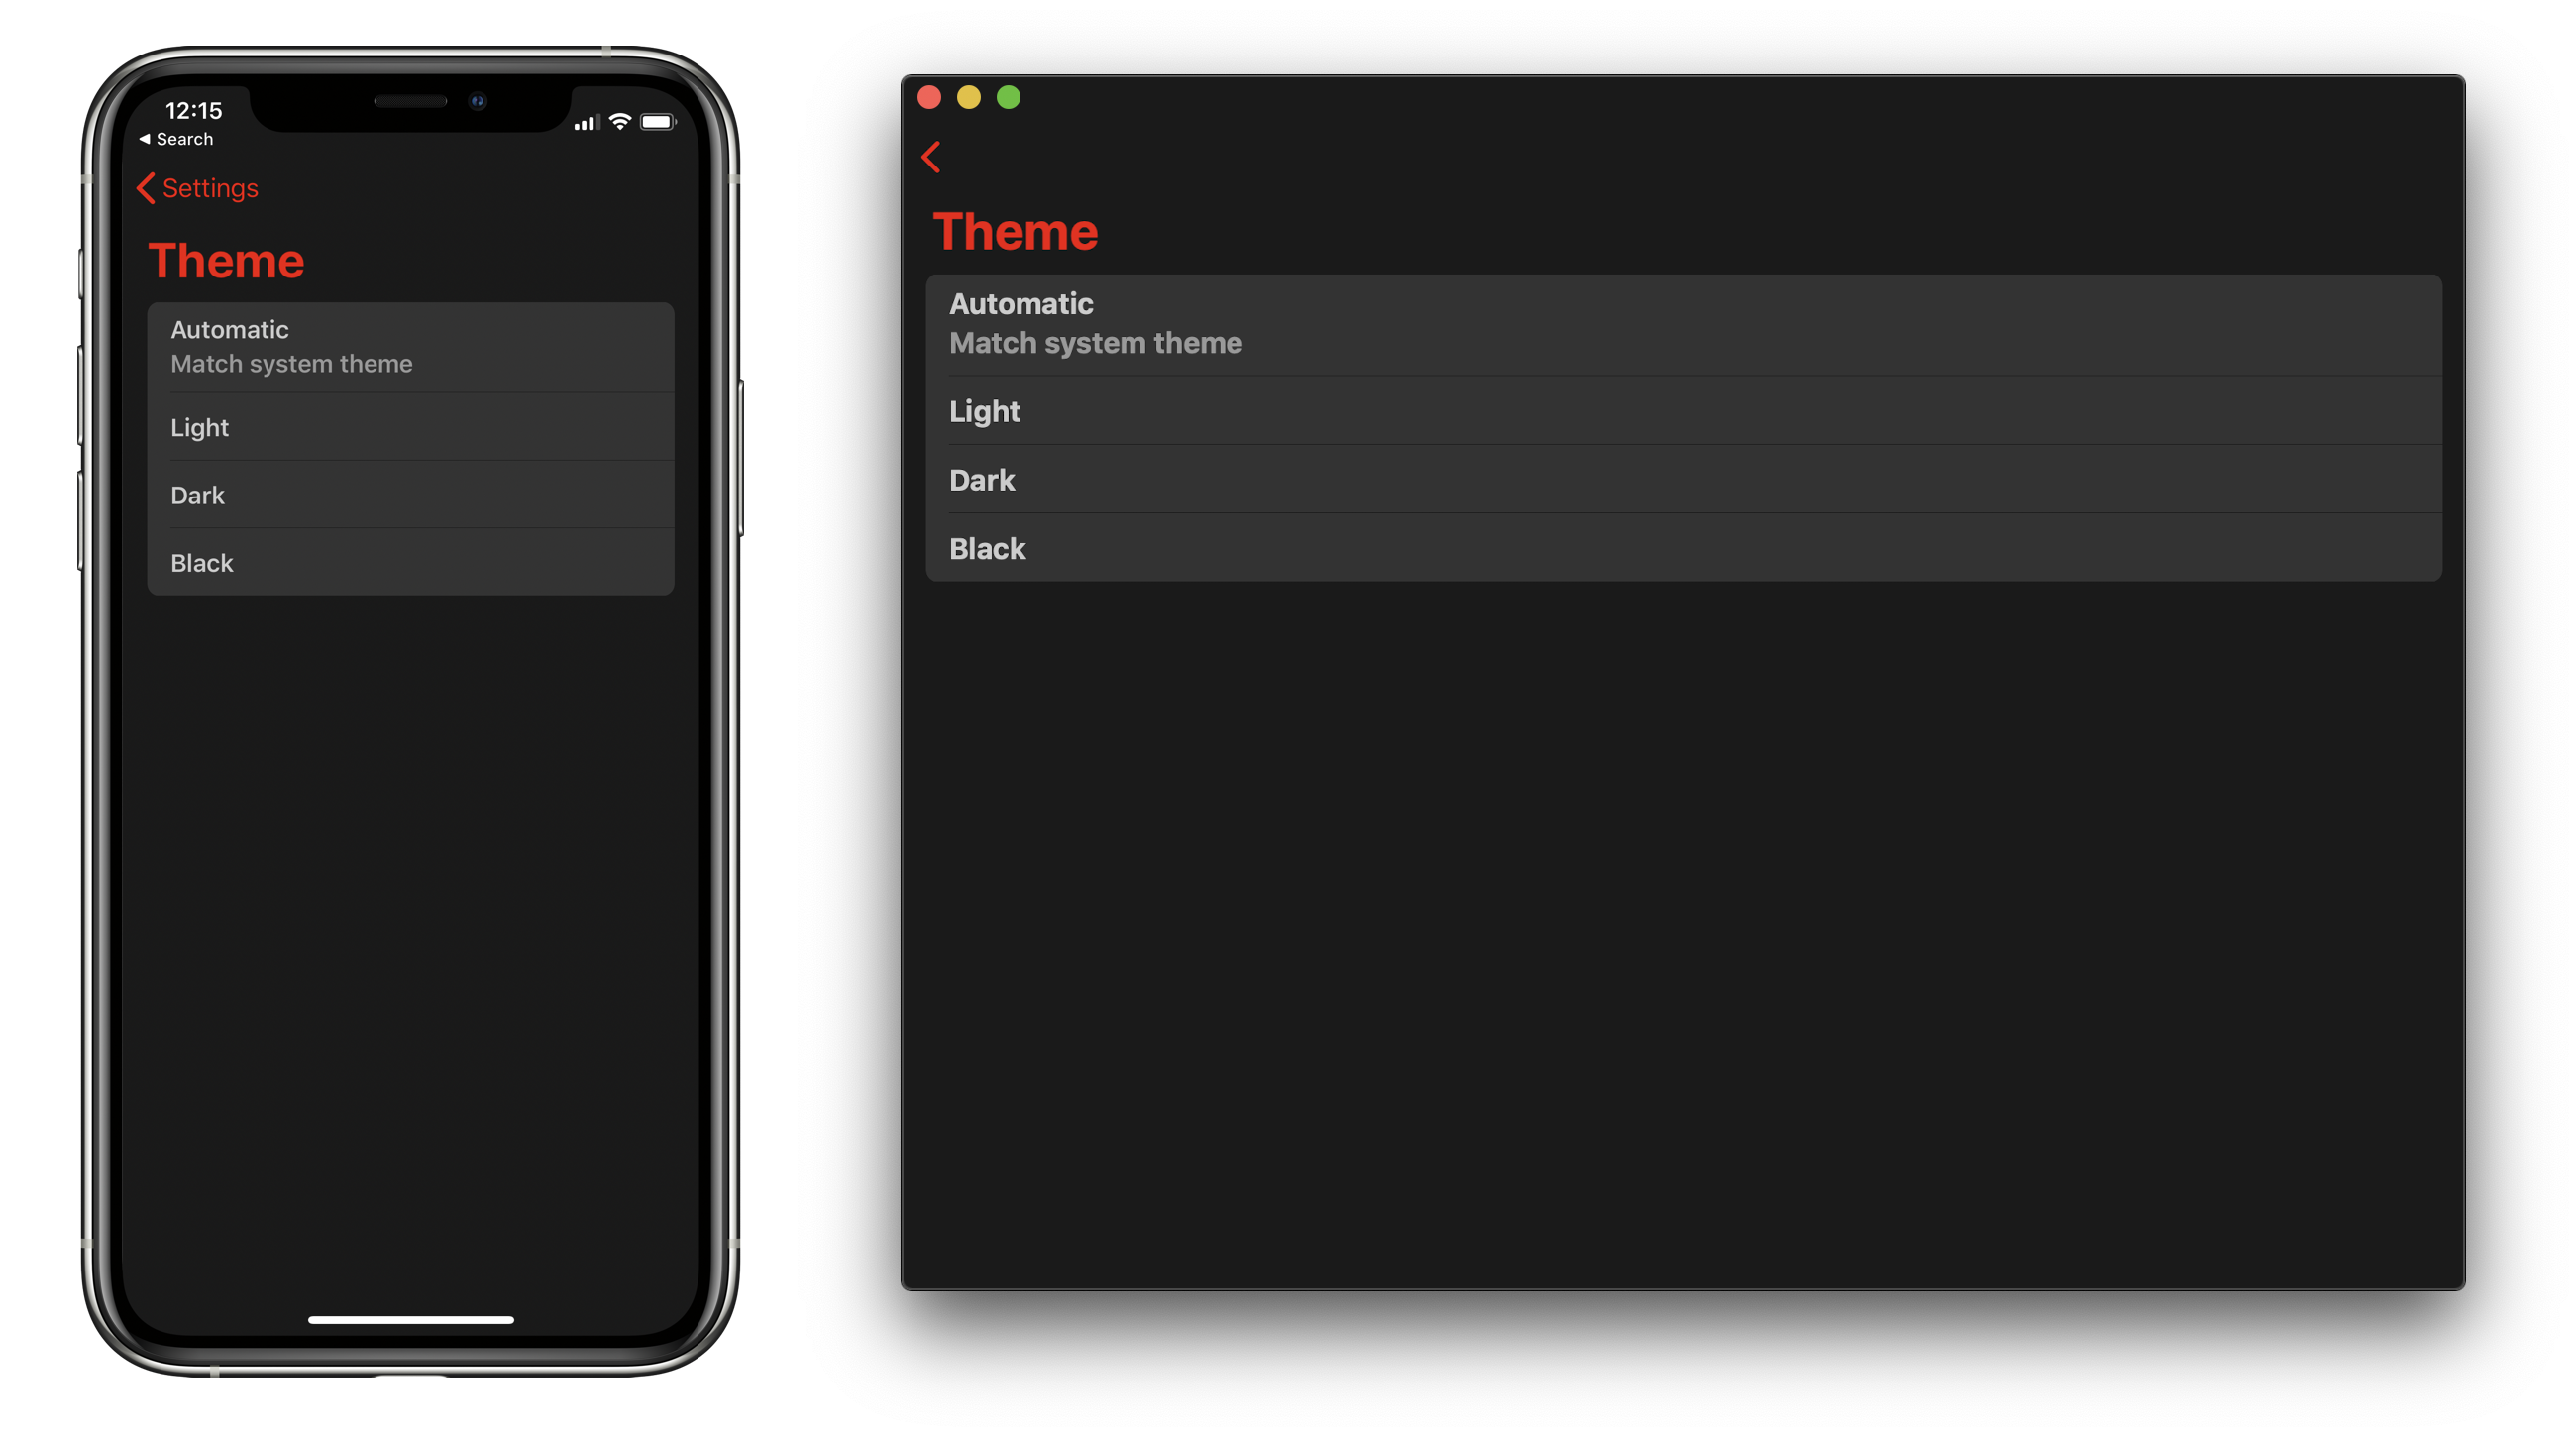 12:15
Search
Settings
Theme
Automatic
Match system theme
Light
Dark
Black
Theme
Automatic
Match system theme
Light
Dark
Black